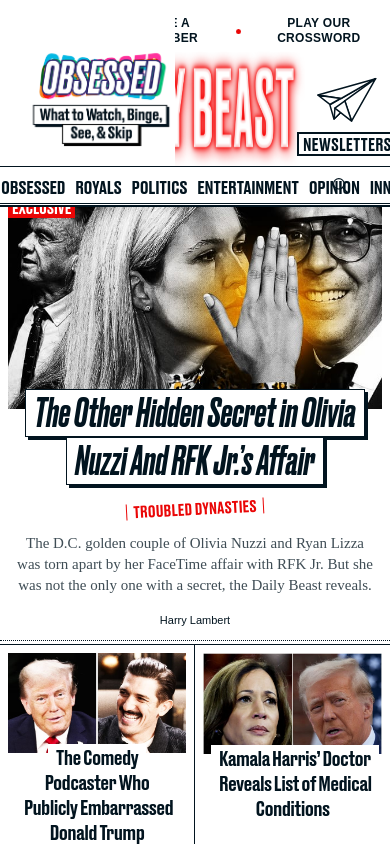 E A
BER
PLAY OUR
CROSSWORD
OBSESSED
What to Watch, Binge,
See, & Skip
Y BEAST
NEWSLETTERS
OBSESSED ROYALS POLITICS ENTERTAINMENT OPINION INN
EXCLUSIVE
The Other Hidden Secret in Olivia
Nuzzi And RFK Jr.’s Affair
TROUBLED DYNASTIES
The D.C. golden couple of Olivia Nuzzi and Ryan Lizza
was torn apart by her FaceTime affair with RFK Jr. But she
was not the only one with a secret, the Daily Beast reveals.
Harry Lambert
The Comedy
Podcaster Who
Publicly Embarrassed
Donald Trump
Kamala Harris’ Doctor
Reveals List of Medical
Conditions